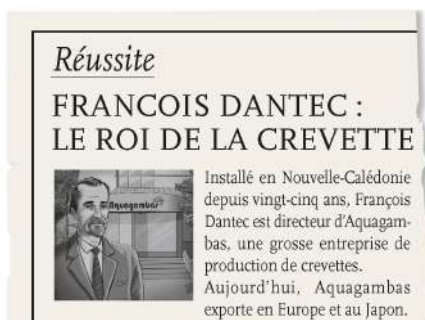 Réussite
FRANCOIS DANTEC :
LE ROI DE LA CREVETTE
Aquagambas
Installé en Nouvelle-Calédonie
depuis vingt-cinq ans, François
Dantec est directeur d'Aquagam-
bas, une grosse entreprise de
production de crevettes.
Aujourd'hui, Aquagambas
exporte en Europe et au Japon.